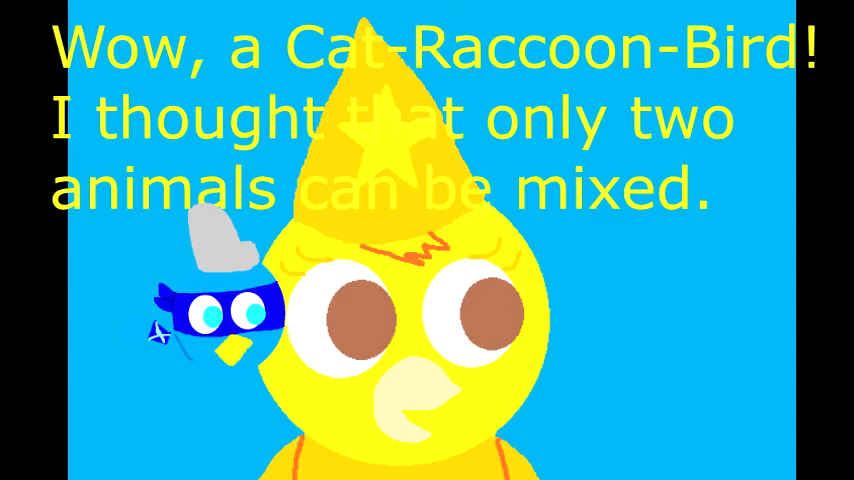 Wow, a Cat-Raccoon-Bird!
I thought that only two
animals can be mixed.